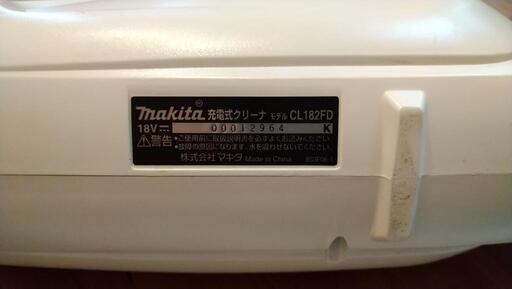 makita® 充電式クリーナ モデル CL182FD
18V⎓ 00012964 K
⚠警告 •ご使用前に取扱説明書を必ずよくお読みください。
•故障の原因になります、水を吸わせないでください。
株式会社マキタ Made in China